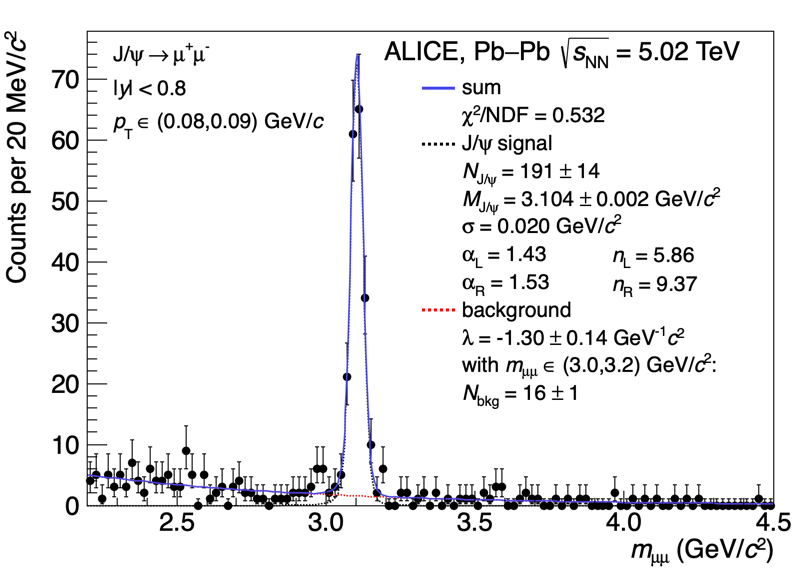 Counts per 20 MeV/c²
70
60
50
40
30
20
10
0
J/ψ → μ⁺μ⁻
|y| < 0.8
p_T ∈ (0.08,0.09) GeV/c
ALICE, Pb–Pb √s_NN = 5.02 TeV
sum
χ²/NDF = 0.532
J/ψ signal
N_J/ψ = 191 ± 14
M_J/ψ = 3.104 ± 0.002 GeV/c²
σ = 0.020 GeV/c²
α_L = 1.43 n_L = 5.86
α_R = 1.53 n_R = 9.37
background
λ = -1.30 ± 0.14 GeV⁻¹c²
with m_μμ ∈ (3.0,3.2) GeV/c²:
N_bkg = 16 ± 1
2.5 3.0 3.5 4.0 4.5
m_μμ (GeV/c²)